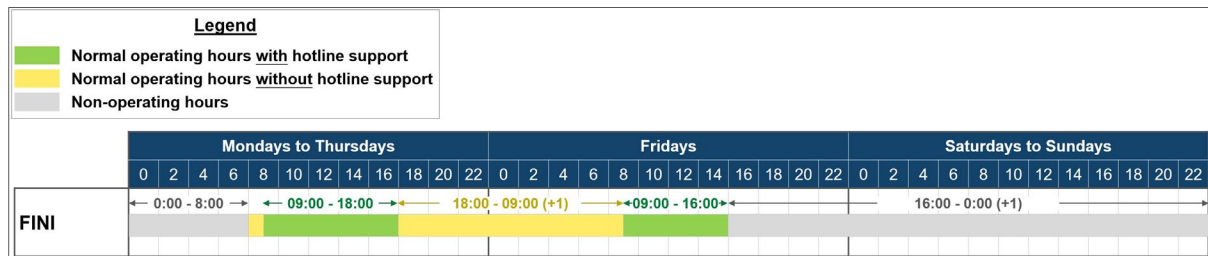 Legend
Normal operating hours with hotline support
Normal operating hours without hotline support
Non-operating hours
Mondays to Thursdays Fridays Saturdays to Sundays
0 2 4 6 8 10 12 14 16 18 20 22 0 2 4 6 8 10 12 14 16 18 20 22 0 2 4 6 8 10 12 14 16 18 20 22
FINI 0:00 - 8:00 09:00 - 18:00 18:00 - 09:00 (+1) 09:00 - 16:00 16:00 - 0:00 (+1)